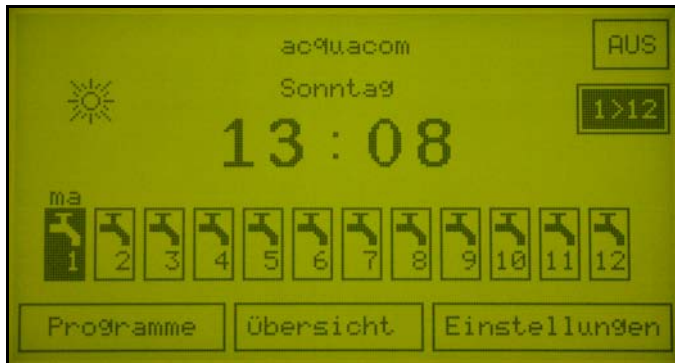 acquacom
AUS
Sonntag
1>12
13:08
ma
1 2 3 4 5 6 7 8 9 10 11 12
Programme Übersicht Einstellungen